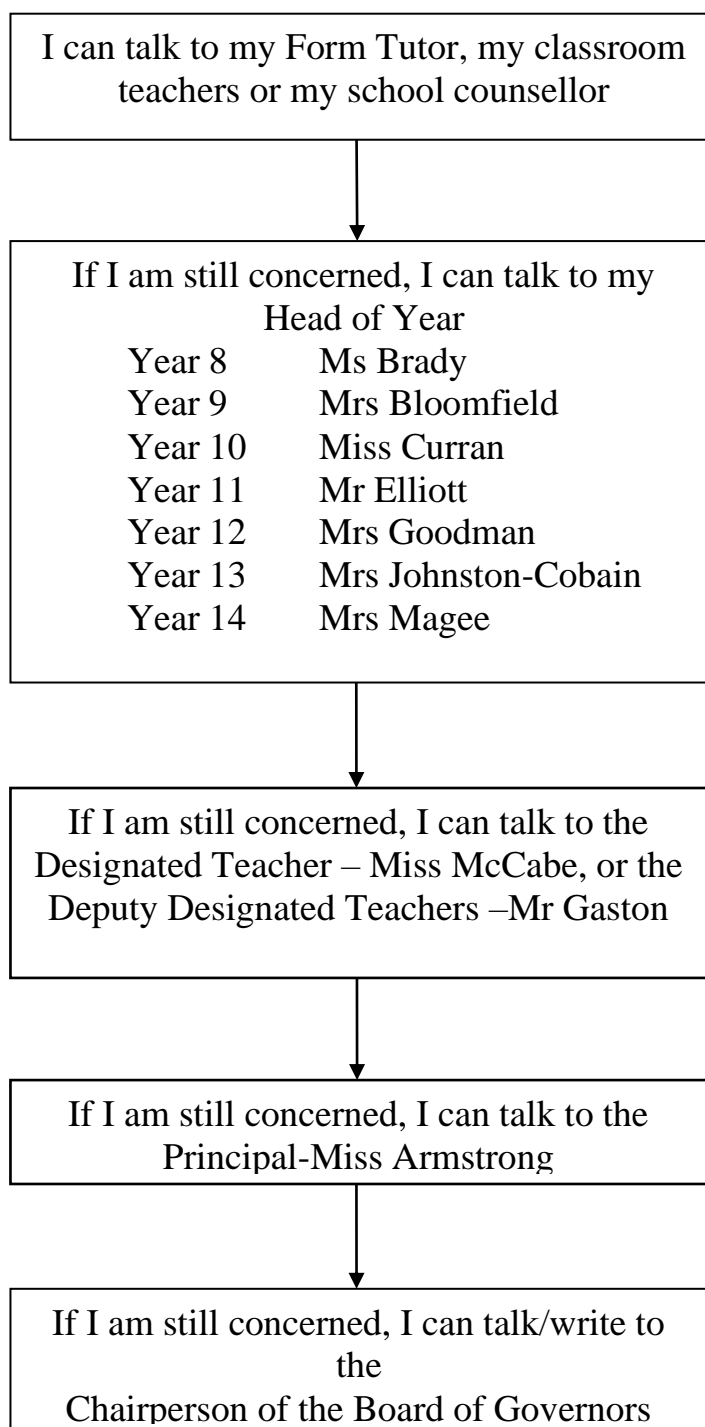 I can talk to my Form Tutor, my classroom
teachers or my school counsellor
If I am still concerned, I can talk to my
Head of Year
Year 8 Ms Brady
Year 9 Mrs Bloomfield
Year 10 Miss Curran
Year 11 Mr Elliott
Year 12 Mrs Goodman
Year 13 Mrs Johnston-Cobain
Year 14 Mrs Magee
If I am still concerned, I can talk to the
Designated Teacher – Miss McCabe, or the
Deputy Designated Teachers –Mr Gaston
If I am still concerned, I can talk to the
Principal-Miss Armstrong
If I am still concerned, I can talk/write to
the
Chairperson of the Board of Governors